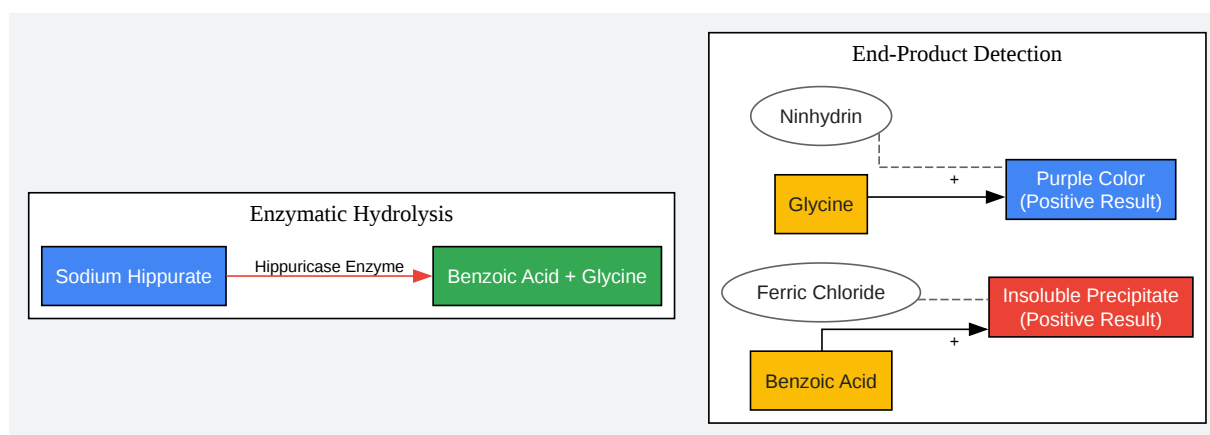 Enzymatic Hydrolysis
Sodium Hippurate
Hippuricase Enzyme
Benzoic Acid + Glycine
End-Product Detection
Ninhydrin
Glycine
+
Purple Color
(Positive Result)
Ferric Chloride
Insoluble Precipitate
(Positive Result)
+
Benzoic Acid